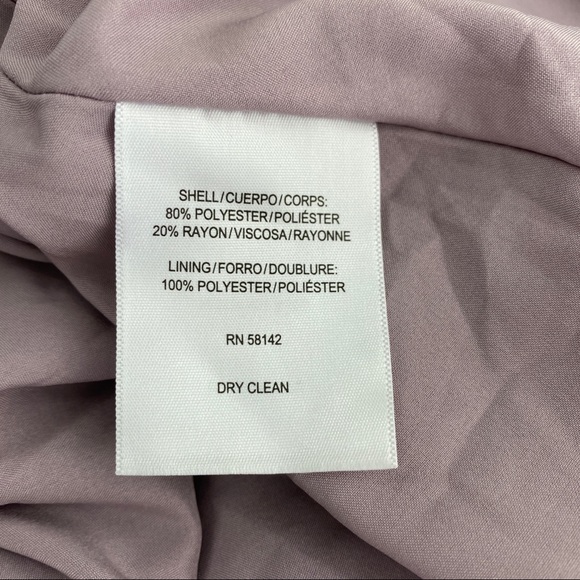 SHELL/CUERPO/CORPS:
80% POLYESTER/POLIÉSTER
20% RAYON/VISCOSA/RAYONNE
LINING/FORRO/DOUBLURE:
100% POLYESTER/POLIÉSTER
RN 58142
DRY CLEAN